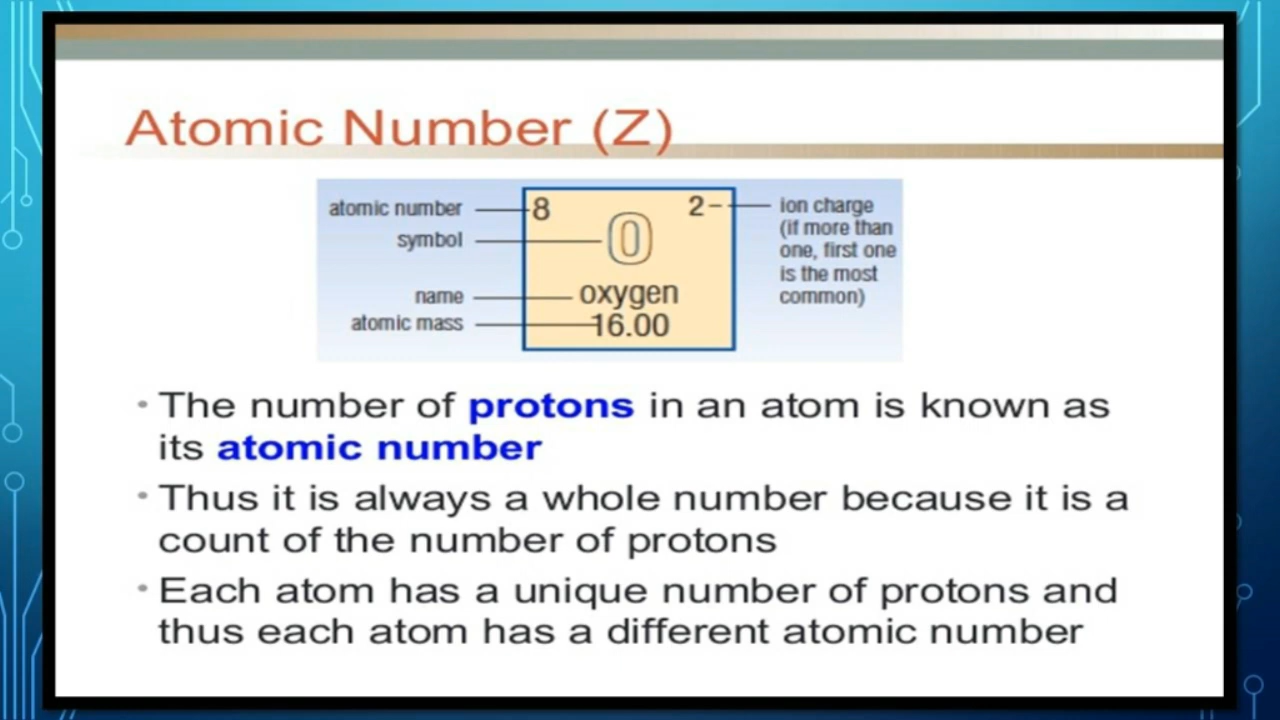 Atomic Number (Z)
atomic number
8
2-
ion charge
symbol
O
(if more than
one, first one
is the most
common)
name
oxygen
atomic mass
16.00
• The number of protons in an atom is known as
its atomic number
• Thus it is always a whole number because it is a
count of the number of protons
• Each atom has a unique number of protons and
thus each atom has a different atomic number